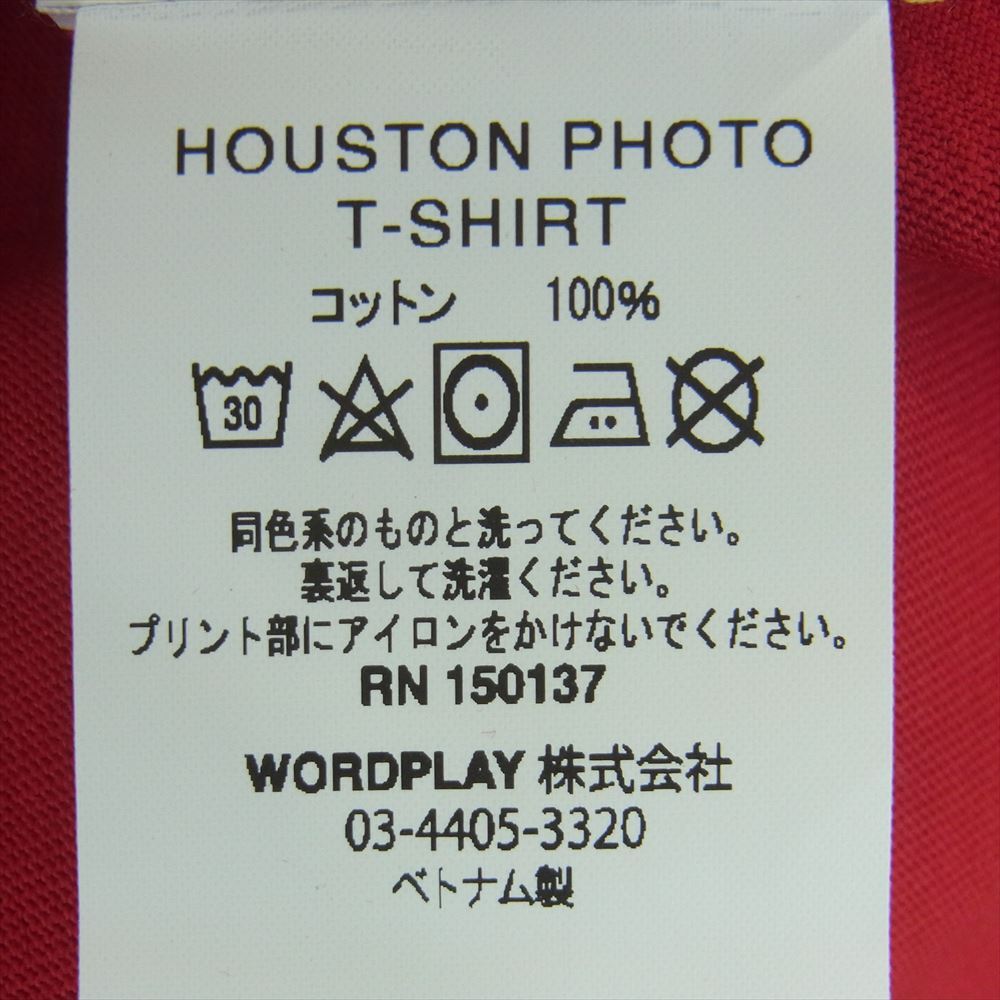 HOUSTON PHOTO
T-SHIRT
コットン 100%
30
同色系のものと洗ってください。
裏返して洗濯ください。
プリント部にアイロンをかけないでください。
RN 150137
WORDPLAY 株式会社
03-4405-3320
ベトナム製